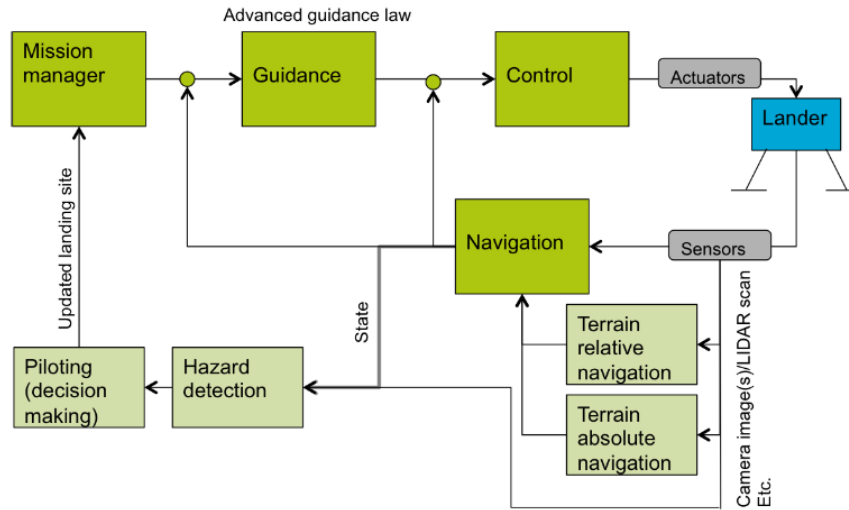 Advanced guidance law
Mission
manager
Guidance
Control
Actuators
Lander
Updated landing site
Navigation
Sensors
State
Terrain
relative
navigation
Camera image(s)/LIDAR scan
Etc.
Piloting
(decision
making)
Hazard
detection
Terrain
absolute
navigation